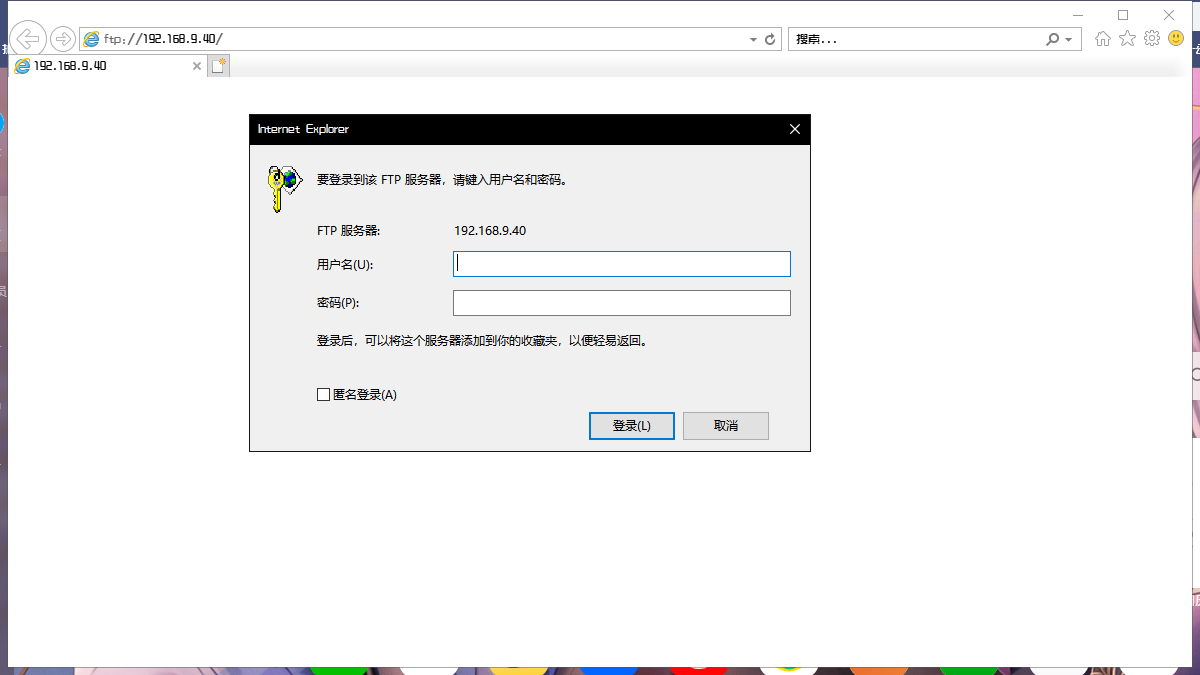 ftp://192.168.9.40/
搜索...
192.168.9.40
Internet Explorer
要登录到该 FTP 服务器，请键入用户名和密码。
FTP 服务器:
192.168.9.40
用户名(U):
密码(P):
登录后，可以将这个服务器添加到你的收藏夹，以便轻易返回。
匿名登录(A)
登录(L)
取消